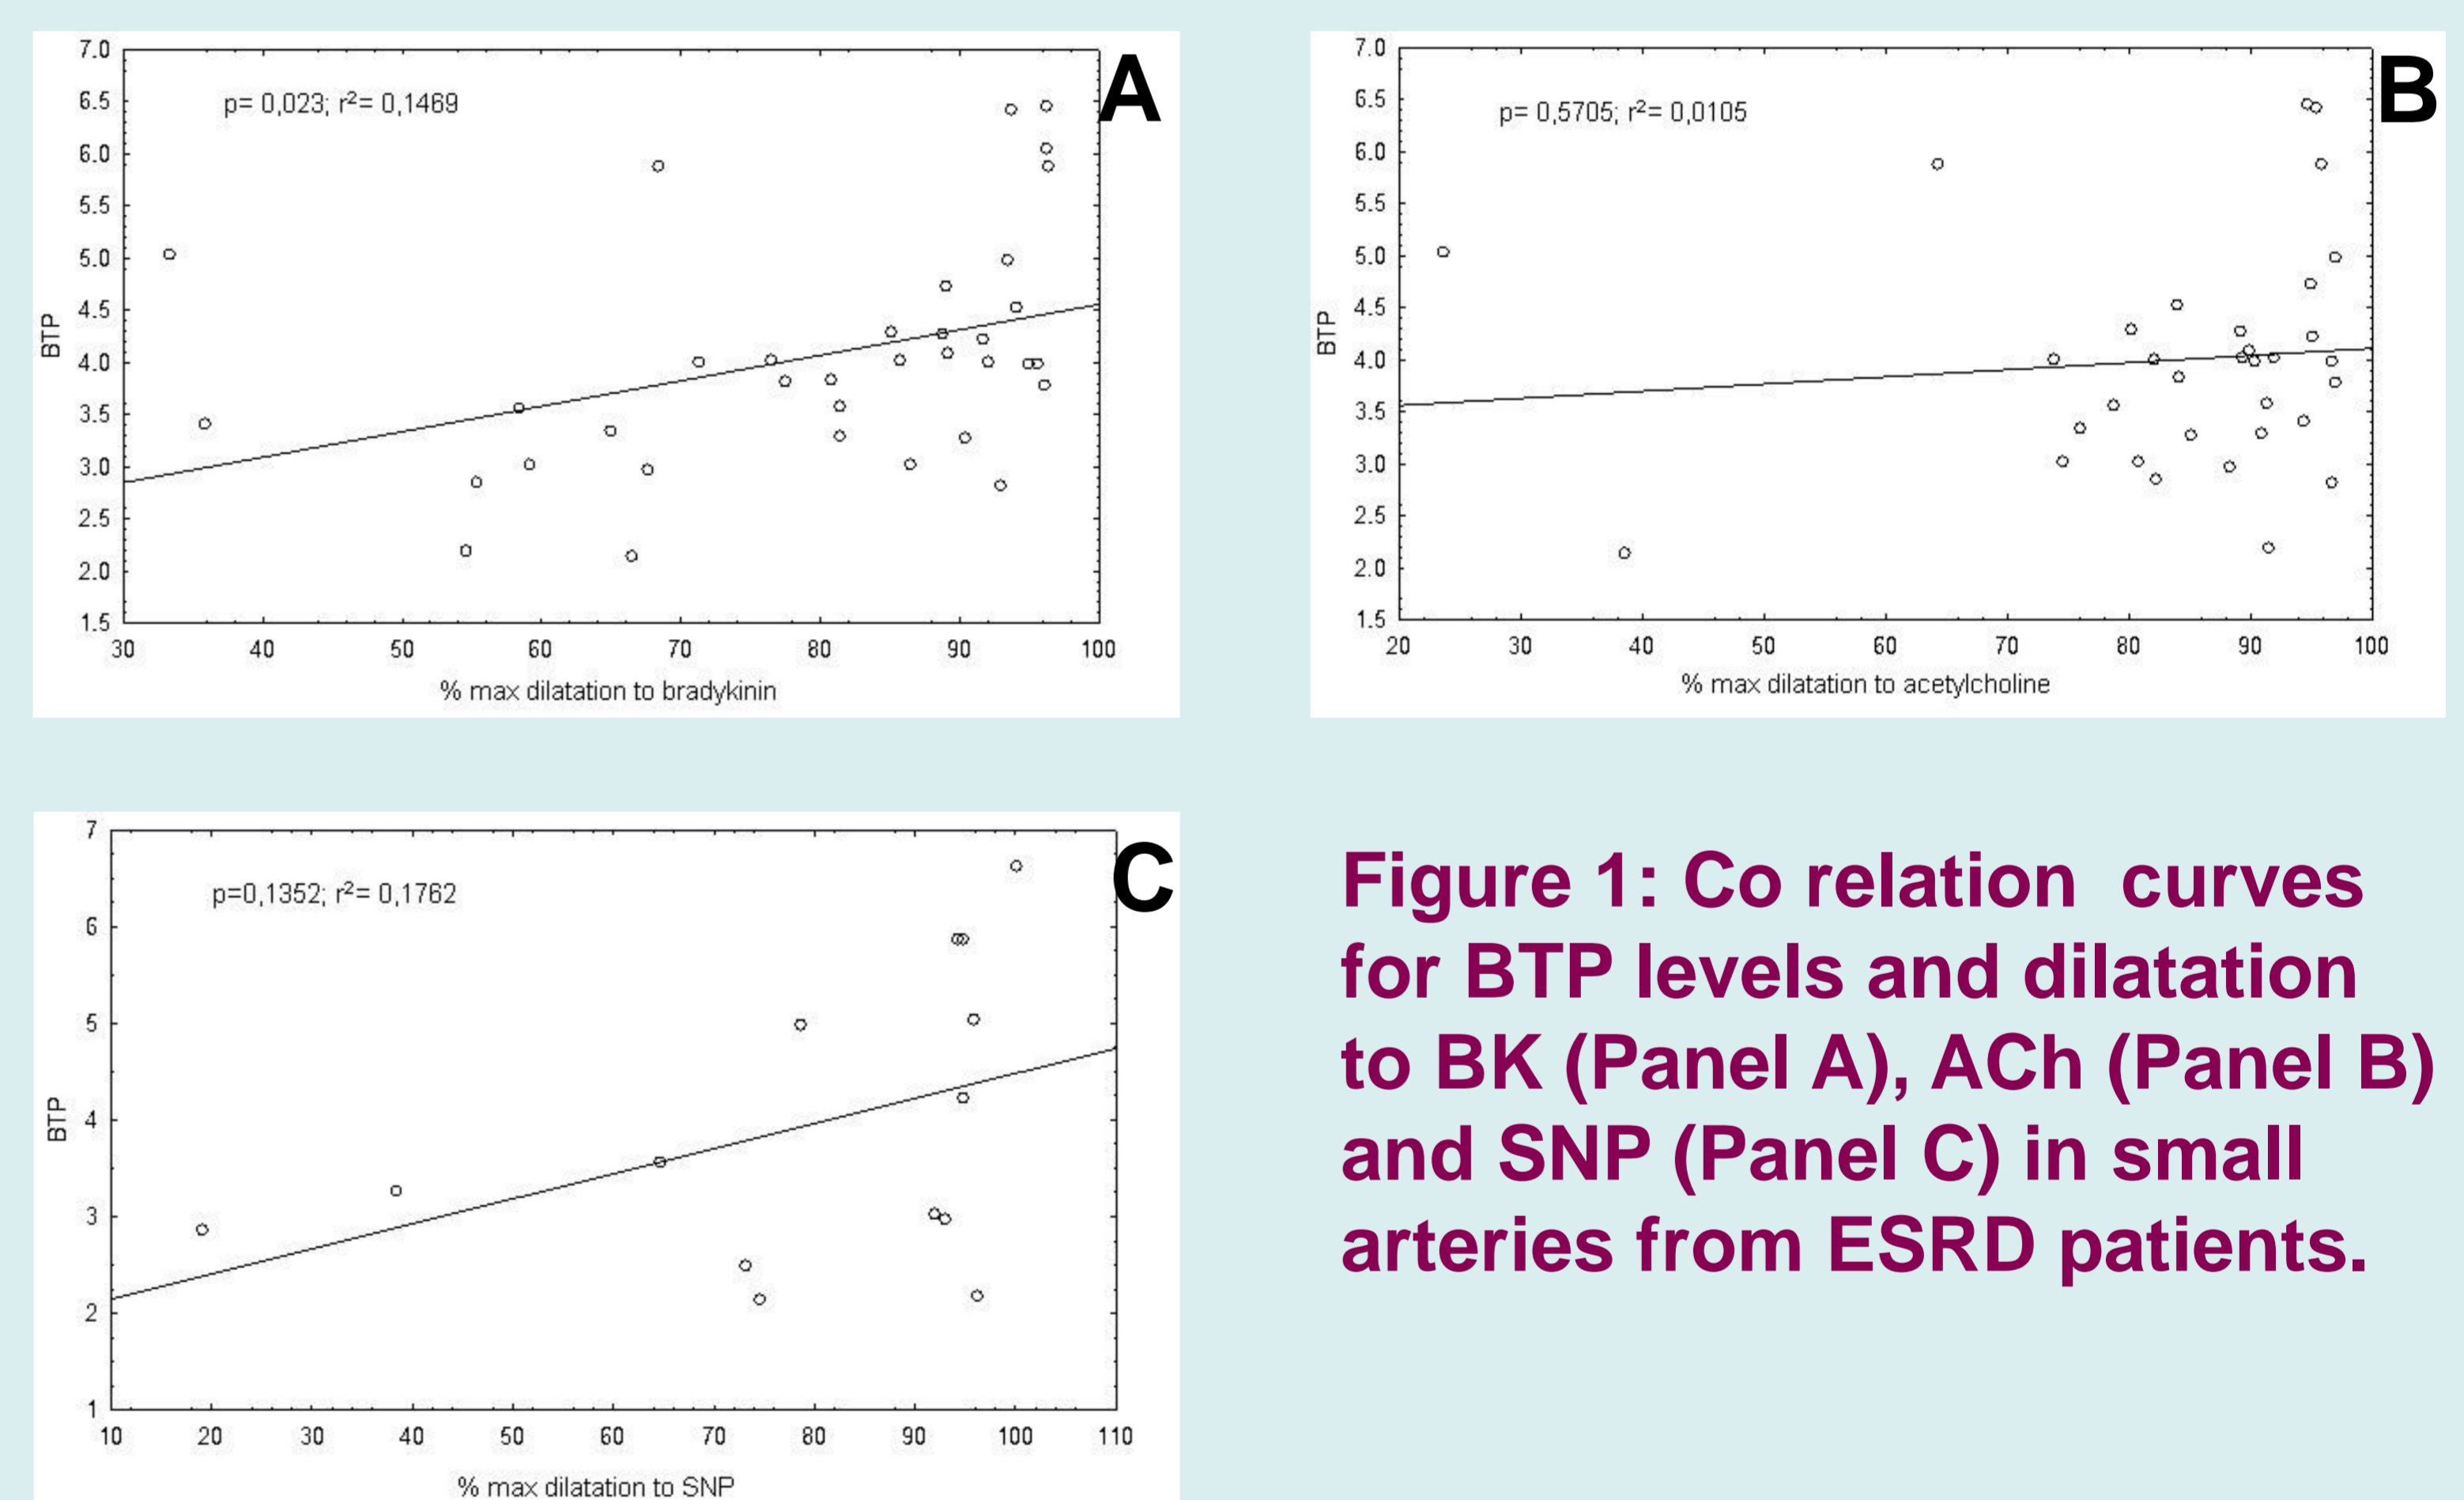 A
p= 0,023; r²= 0,1469
BTP
7.0
6.5
6.0
5.5
5.0
4.5
4.0
3.5
3.0
2.5
2.0
1.5
30 40 50 60 70 80 90 100
% max dilatation to bradykinin
B
p= 0,5705; r²= 0,0105
BTP
7.0
6.5
6.0
5.5
5.0
4.5
4.0
3.5
3.0
2.5
2.0
1.5
20 30 40 50 60 70 80 90 100
% max dilatation to acetylcholine
C
p=0,1352; r²= 0,1762
BTP
7
6
5
4
3
2
1
10 20 30 40 50 60 70 80 90 100 110
% max dilatation to SNP
Figure 1: Co relation  curves
for BTP levels and dilatation
to BK (Panel A), ACh (Panel B)
and SNP (Panel C) in small
arteries from ESRD patients.